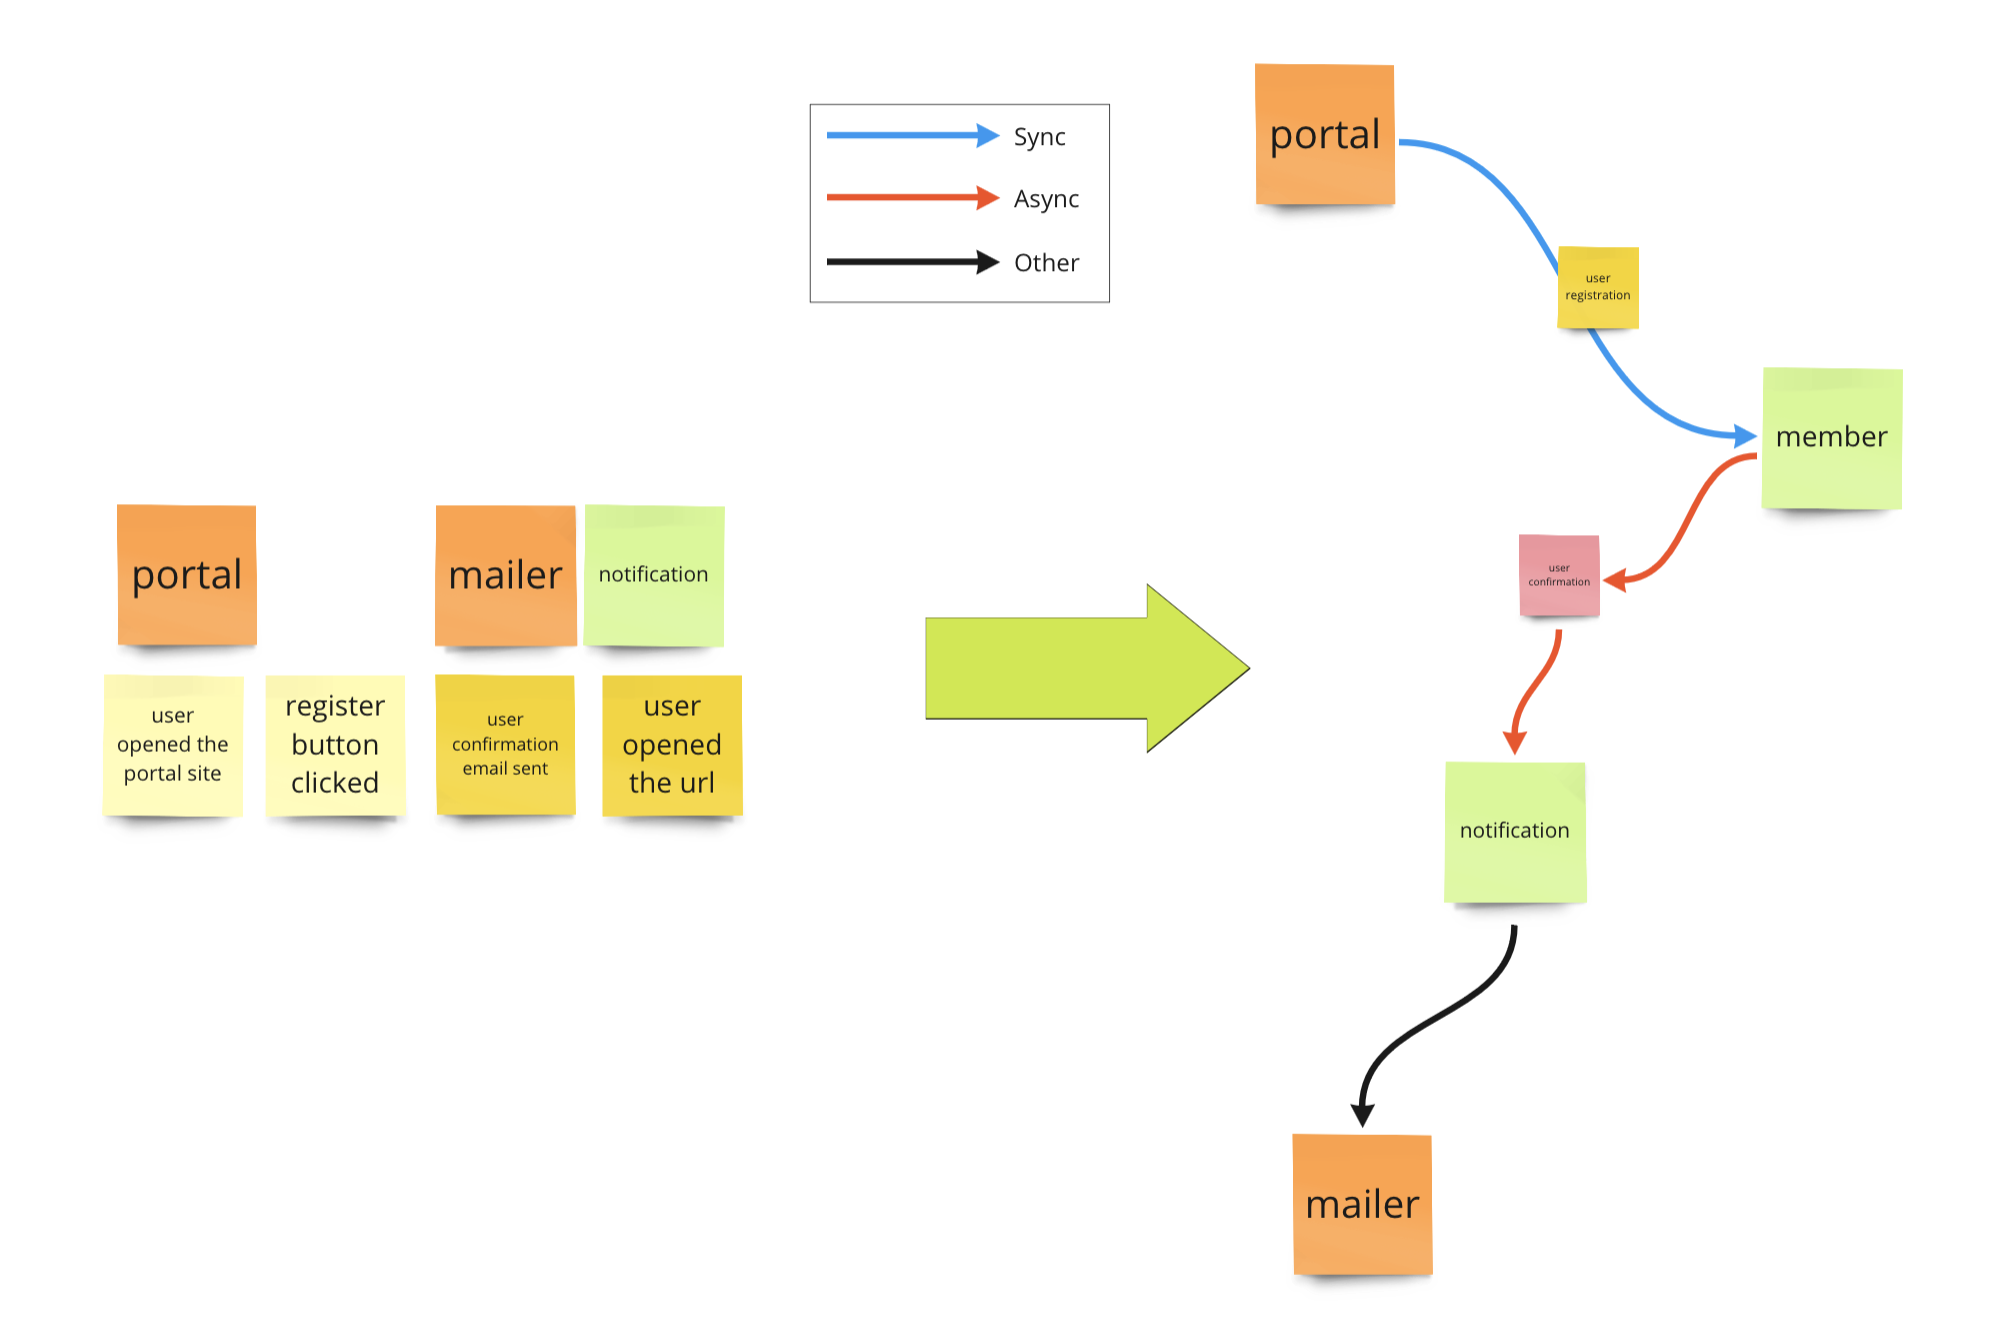 Sync
Async
Other
portal
mailer
notification
user
opened the
portal site
register
button
clicked
user
confirmation
email sent
user
opened
the url
portal
user
registration
member
user
confirmation
notification
mailer